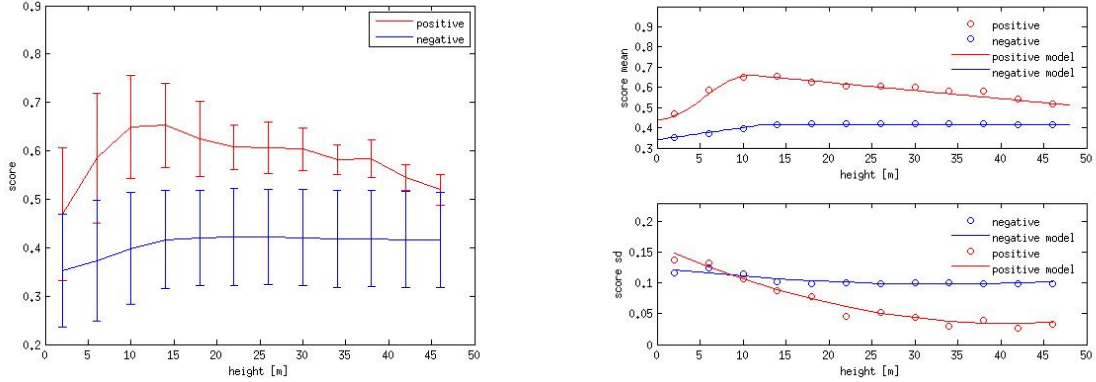 0.9
0.8
0.7
0.6
0.5
0.4
0.3
0.2
score
0 5 10 15 20 25 30 35 40 45 50
height [m]
positive
negative
0.9
0.8
0.7
0.6
0.5
0.4
0.3
score mean
0 5 10 15 20 25 30 35 40 45 50
height [m]
positive
negative
positive model
negative model
0.2
0.15
0.1
0.05
0
score sd
0 5 10 15 20 25 30 35 40 45 50
height [m]
negative
negative model
positive
positive model